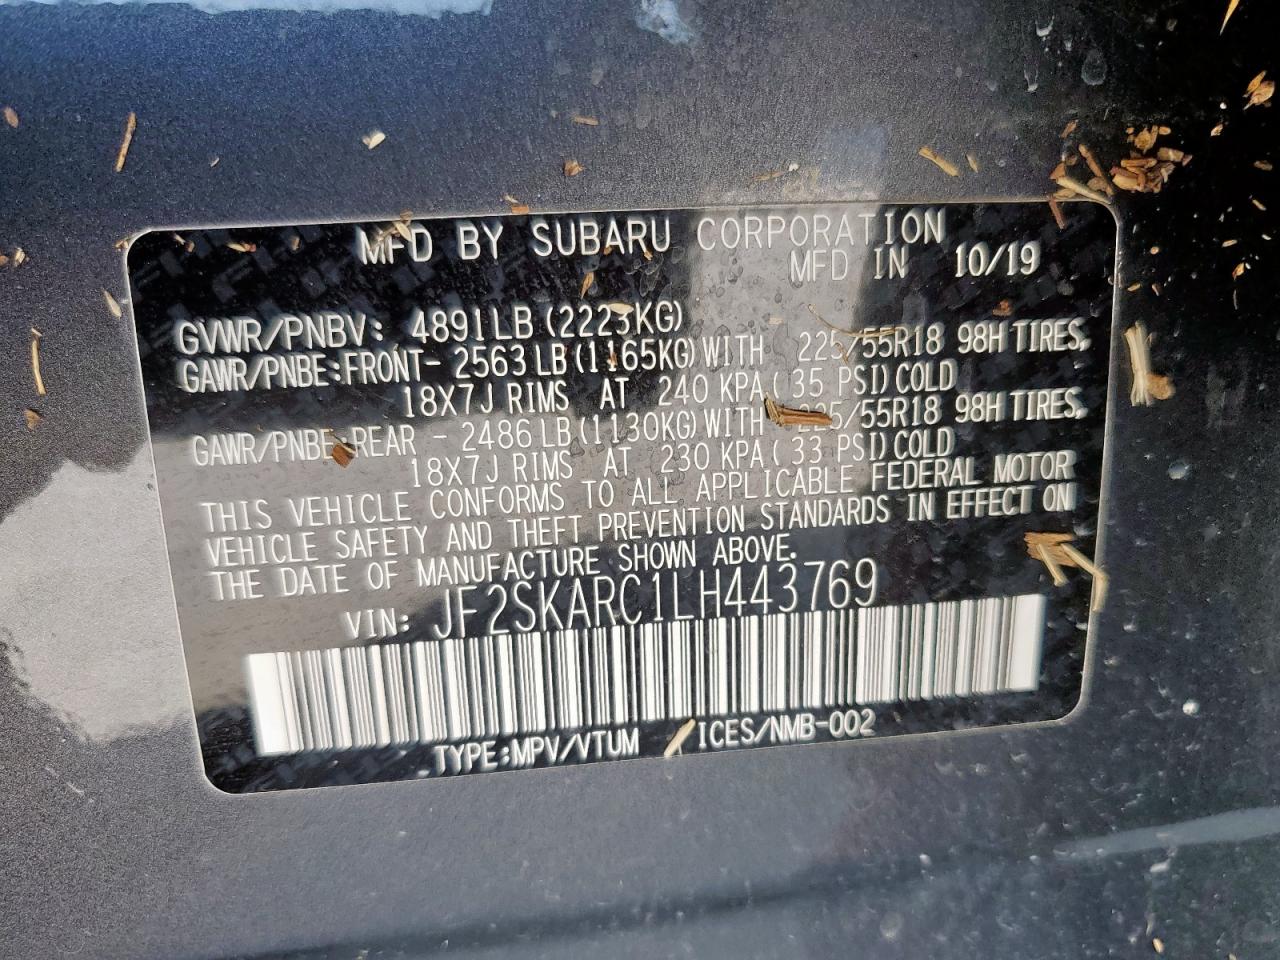 MFD BY SUBARU CORPORATION
MFD IN 10/19
GVWR/PNBV: 4891LB (2223KG)
GAWR/PNBE:FRONT- 2563LB(1165KG)WITH 225/55R18 98H TIRES,
18X7J RIMS AT 240 KPA(35 PSI)COLD
GAWR/PNBE:REAR - 2486LB(1130KG)WITH 225/55R18 98H TIRES,
18X7J RIMS AT 230 KPA(33 PSI)COLD
THIS VEHICLE CONFORMS TO ALL APPLICABLE FEDERAL MOTOR
VEHICLE SAFETY AND THEFT PREVENTION STANDARDS IN EFFECT ON
THE DATE OF MANUFACTURE SHOWN ABOVE.
VIN: JF2SKARC1LH443769
TYPE:MPV/VTUM ICES/NMB-002